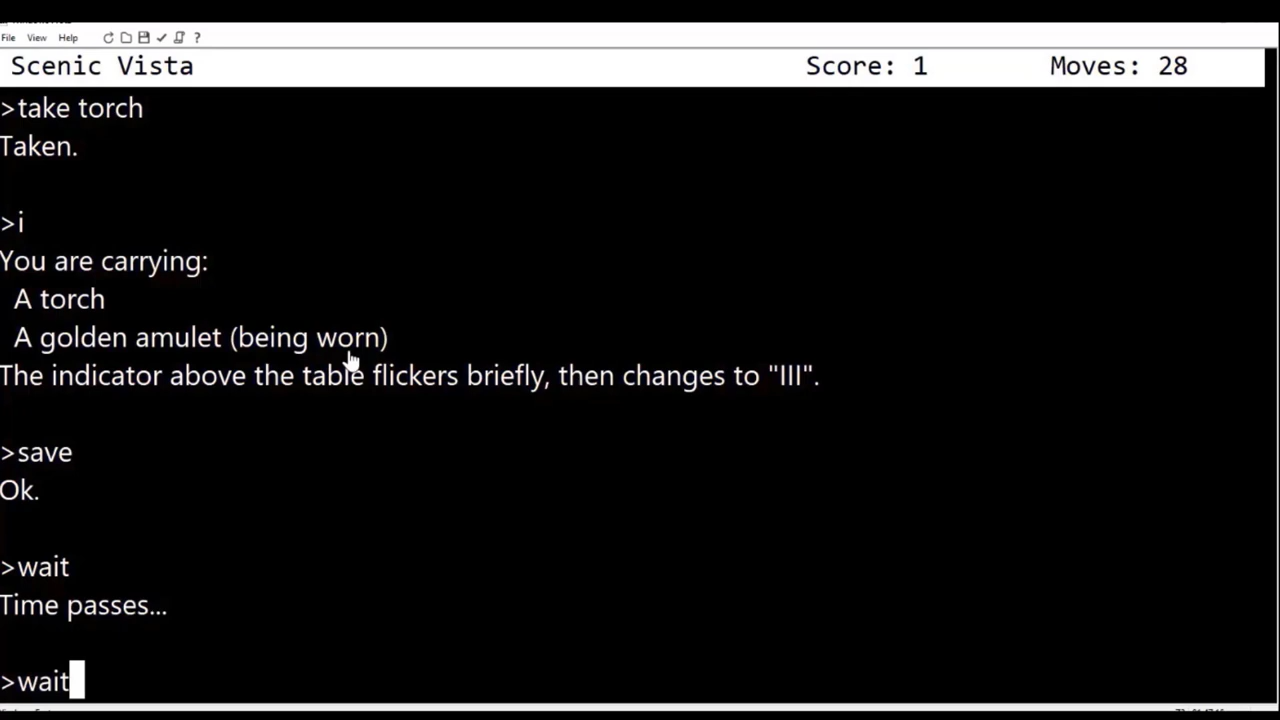 File View Help ?
Scenic Vista Score: 1 Moves: 28
>take torch
Taken.
>i
You are carrying:
A torch
A golden amulet (being worn)
The indicator above the table flickers briefly, then changes to "III".
>save
Ok.
>wait
Time passes...
>wait